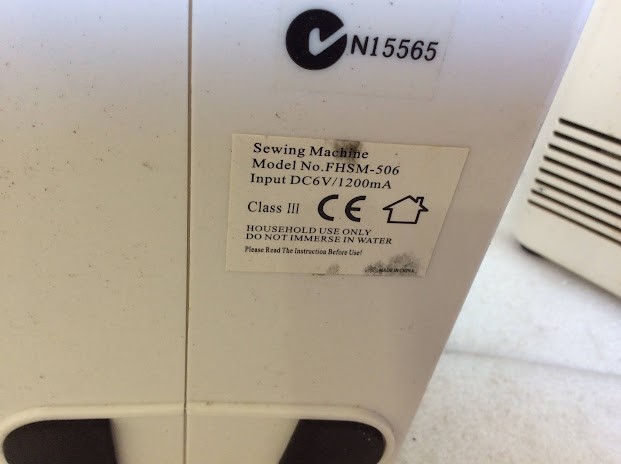 N15565
Sewing Machine
Model No.FHSM-506
Input DC6V/1200mA
Class III CE
HOUSEHOLD USE ONLY
DO NOT IMMERSE IN WATER
Please Read The Instruction Before Use!
MADE IN CHINA